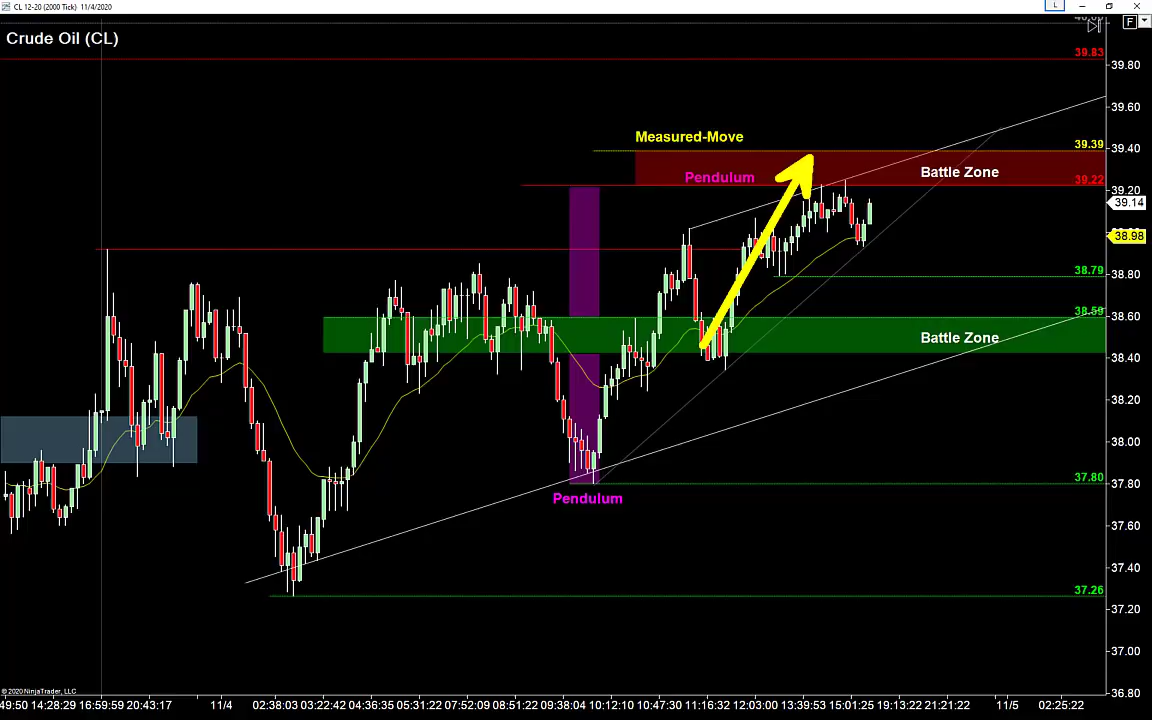 CL 12-20 (2000 Tick) 11/4/2020
L
F
Crude Oil (CL)
39.83
39.80
39.60
Measured-Move
39.39
39.40
Pendulum
Battle Zone
39.22
39.20
39.14
38.98
38.79
38.80
38.59
38.60
Battle Zone
38.40
38.20
38.00
37.80
37.80
Pendulum
37.60
37.40
37.26
37.20
37.00
36.80
© 2020 NinjaTrader, LLC
49:50 14:28:29 16:59:59 20:43:17 11/4 02:38:03 03:22:42 04:36:35 05:31:22 07:52:09 08:51:22 09:38:04 10:12:10 10:47:30 11:16:32 12:03:00 13:39:53 15:01:25 19:13:22 21:21:22 11/5 02:25:22